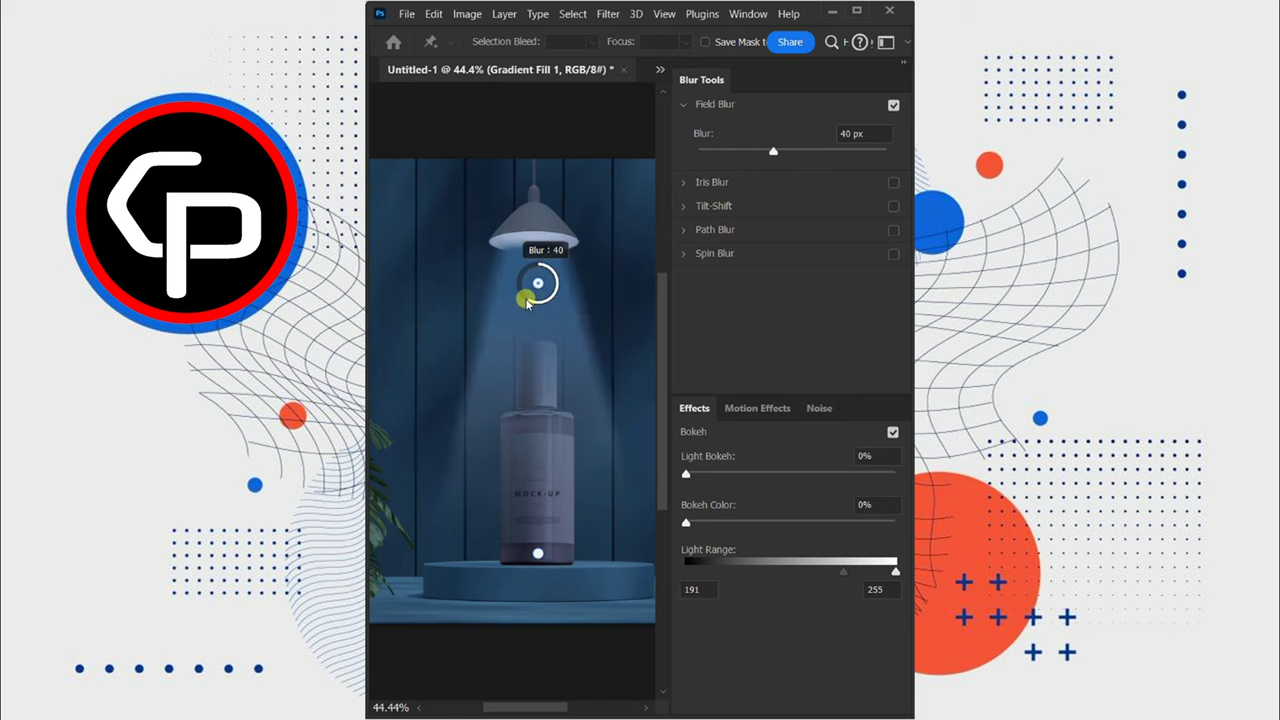 CP
Ps File Edit Image Layer Type Select Filter 3D View Plugins Window Help
Selection Bleed: Focus: Save Mask t Share
Untitled-1 @ 44.4% (Gradient Fill 1, RGB/8#) * ×
Blur Tools
Field Blur
Blur: 40 px
Iris Blur
Tilt-Shift
Path Blur
Spin Blur
Blur : 40
MOCK-UP
Effects Motion Effects Noise
Bokeh
Light Bokeh: 0%
Bokeh Color: 0%
Light Range:
191 255
44.44%